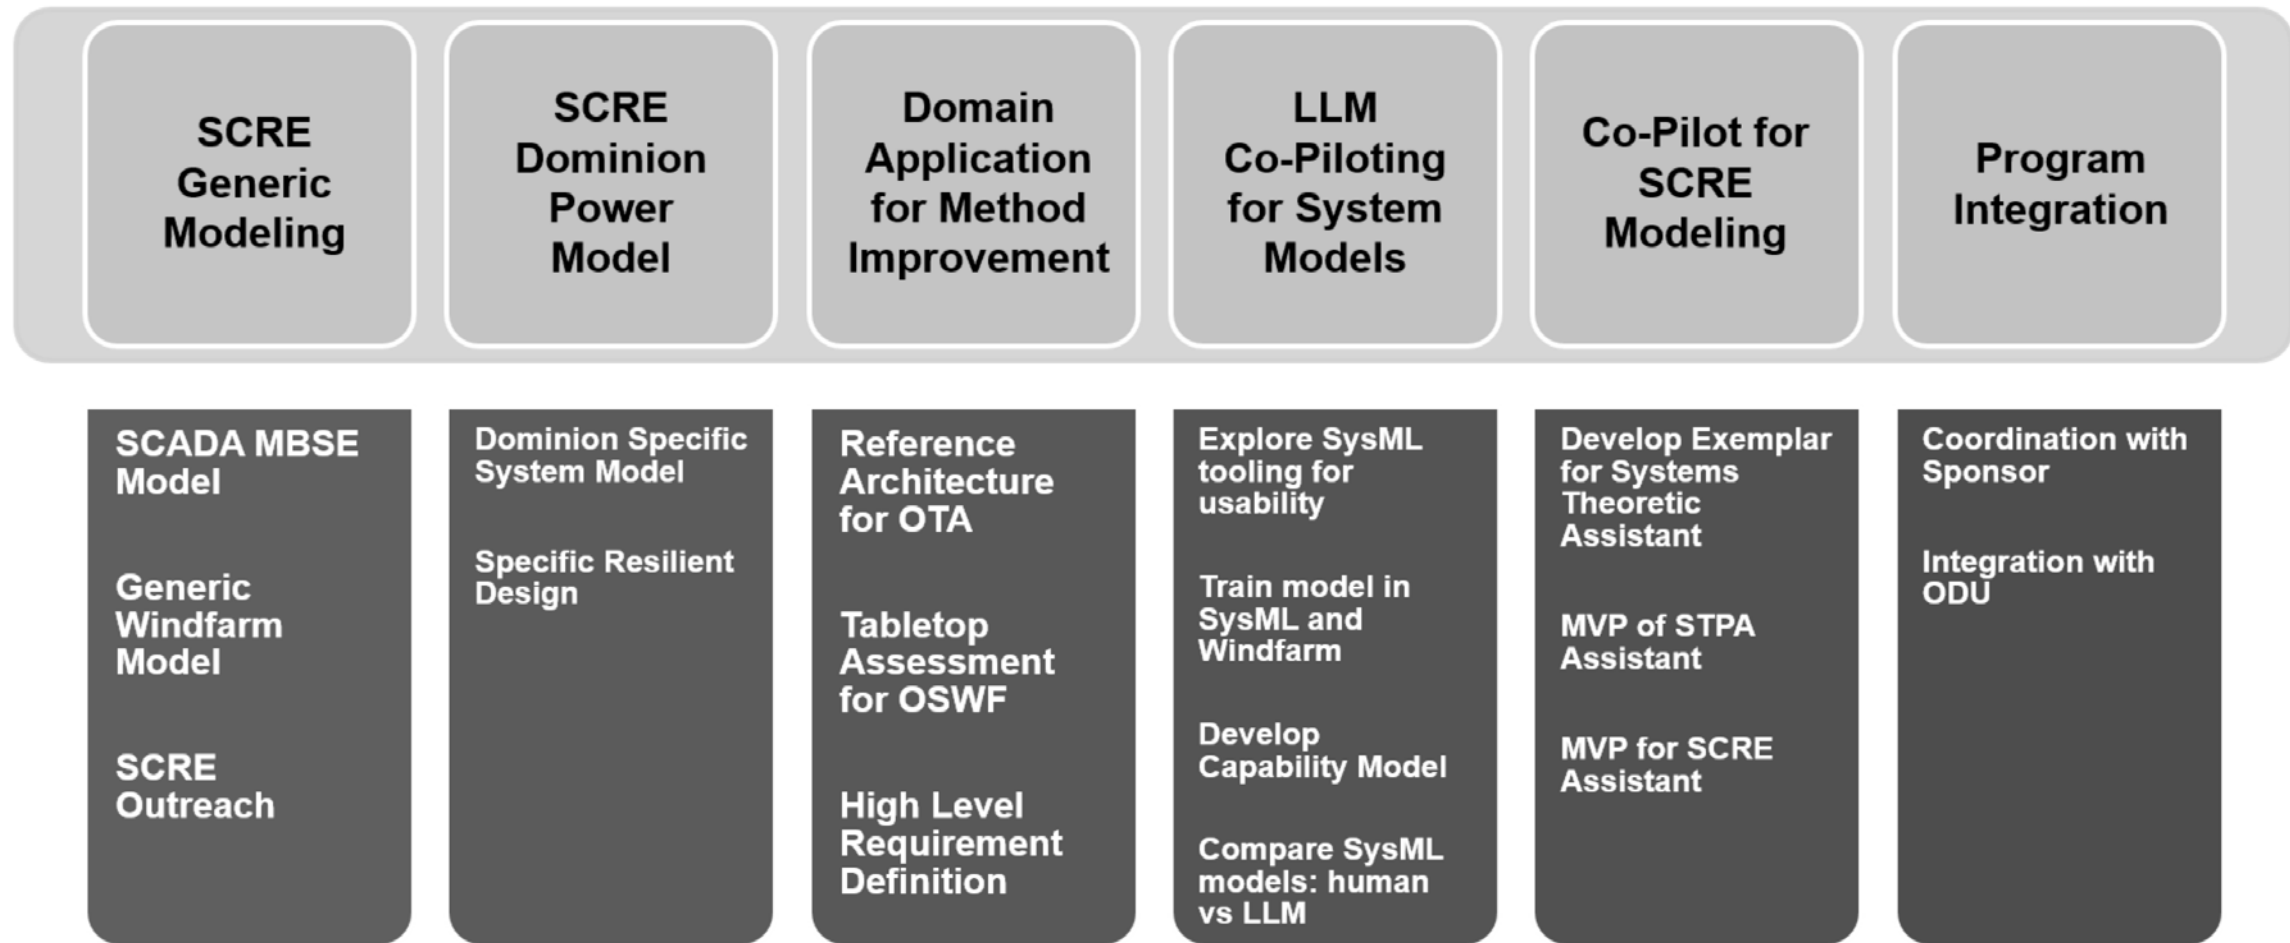 SCRE
Generic
Modeling
SCRE
Dominion
Power
Model
Domain
Application
for Method
Improvement
LLM
Co-Piloting
for System
Models
Co-Pilot for
SCRE
Modeling
Program
Integration
SCADA MBSE
Model
Generic
Windfarm
Model
SCRE
Outreach
Dominion Specific
System Model
Specific Resilient
Design
Reference
Architecture
for OTA
Tabletop
Assessment
for OSWF
High Level
Requirement
Definition
Explore SysML
tooling for
usability
Train model in
SysML and
Windfarm
Develop
Capability Model
Compare SysML
models: human
vs LLM
Develop Exemplar
for Systems
Theoretic
Assistant
MVP of STPA
Assistant
MVP for SCRE
Assistant
Coordination with
Sponsor
Integration with
ODU